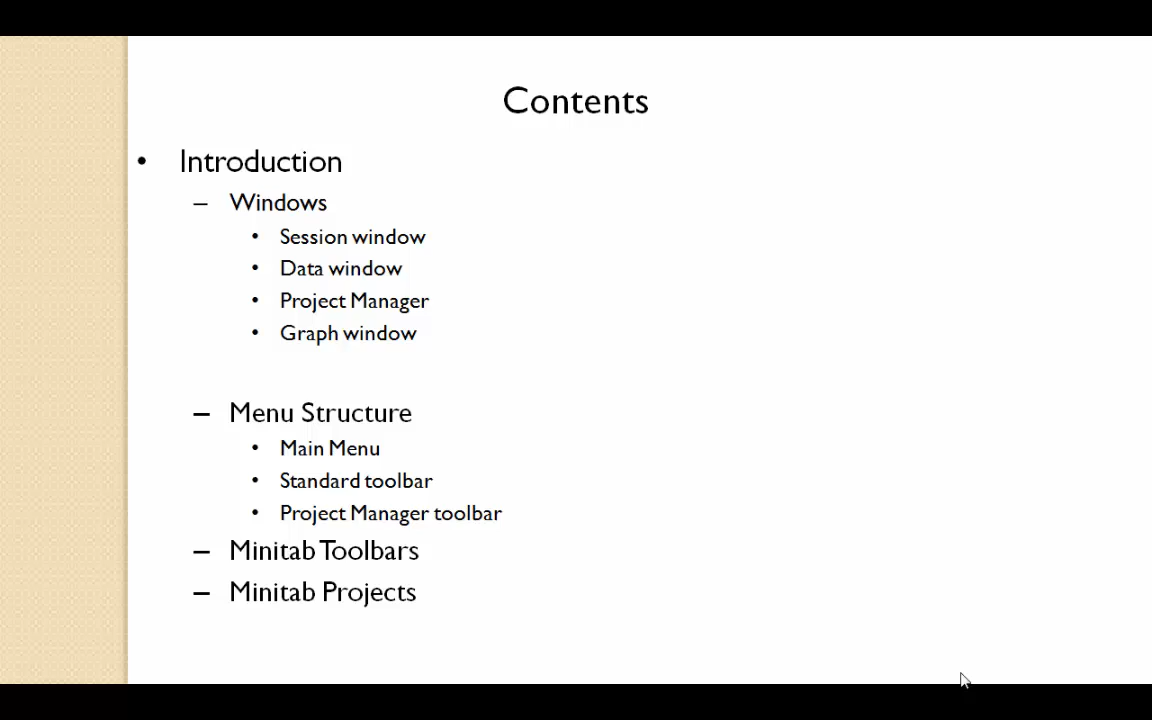 Contents
• Introduction
– Windows
• Session window
• Data window
• Project Manager
• Graph window
– Menu Structure
• Main Menu
• Standard toolbar
• Project Manager toolbar
– Minitab Toolbars
– Minitab Projects